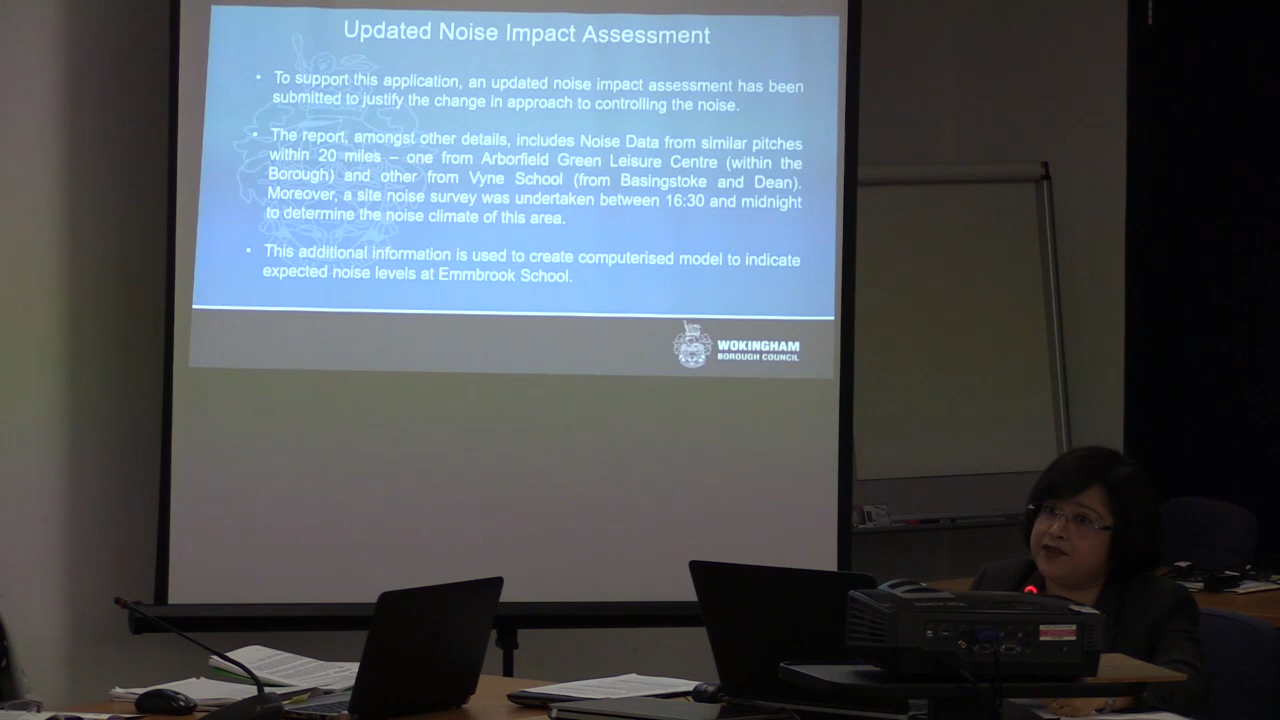 Updated Noise Impact Assessment
• To support this application, an updated noise impact assessment has been
submitted to justify the change in approach to controlling the noise.
• The report, amongst other details, includes Noise Data from similar pitches
within 20 miles – one from Arborfield Green Leisure Centre (within the
Borough) and other from Vyne School (from Basingstoke and Dean).
Moreover, a site noise survey was undertaken between 16:30 and midnight
to determine the noise climate of this area.
• This additional information is used to create computerised model to indicate
expected noise levels at Emmbrook School.
WOKINGHAM
BOROUGH COUNCIL